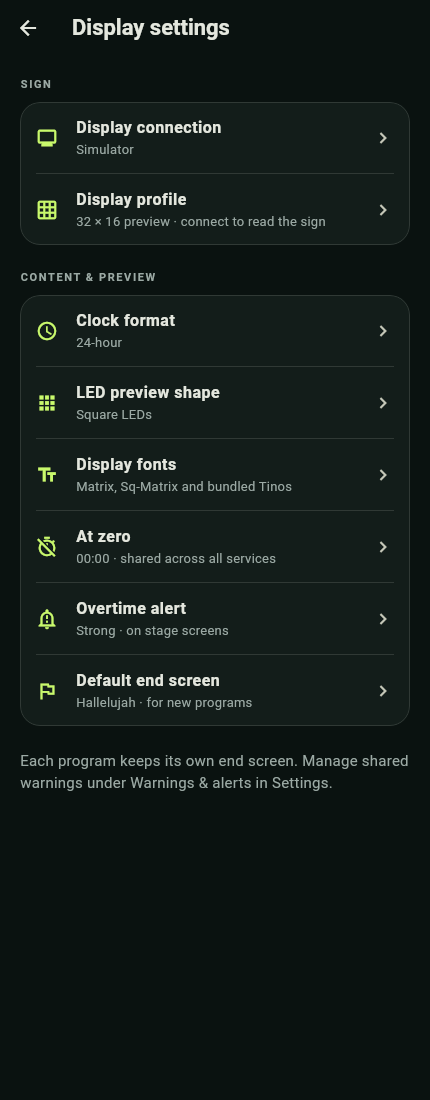 Display settings
SIGN
Display connection
Simulator
Display profile
32 × 16 preview · connect to read the sign
CONTENT & PREVIEW
Clock format
24-hour
LED preview shape
Square LEDs
Display fonts
Matrix, Sq-Matrix and bundled Tinos
At zero
00:00 · shared across all services
Overtime alert
Strong · on stage screens
Default end screen
Hallelujah · for new programs
Each program keeps its own end screen. Manage shared
warnings under Warnings & alerts in Settings.